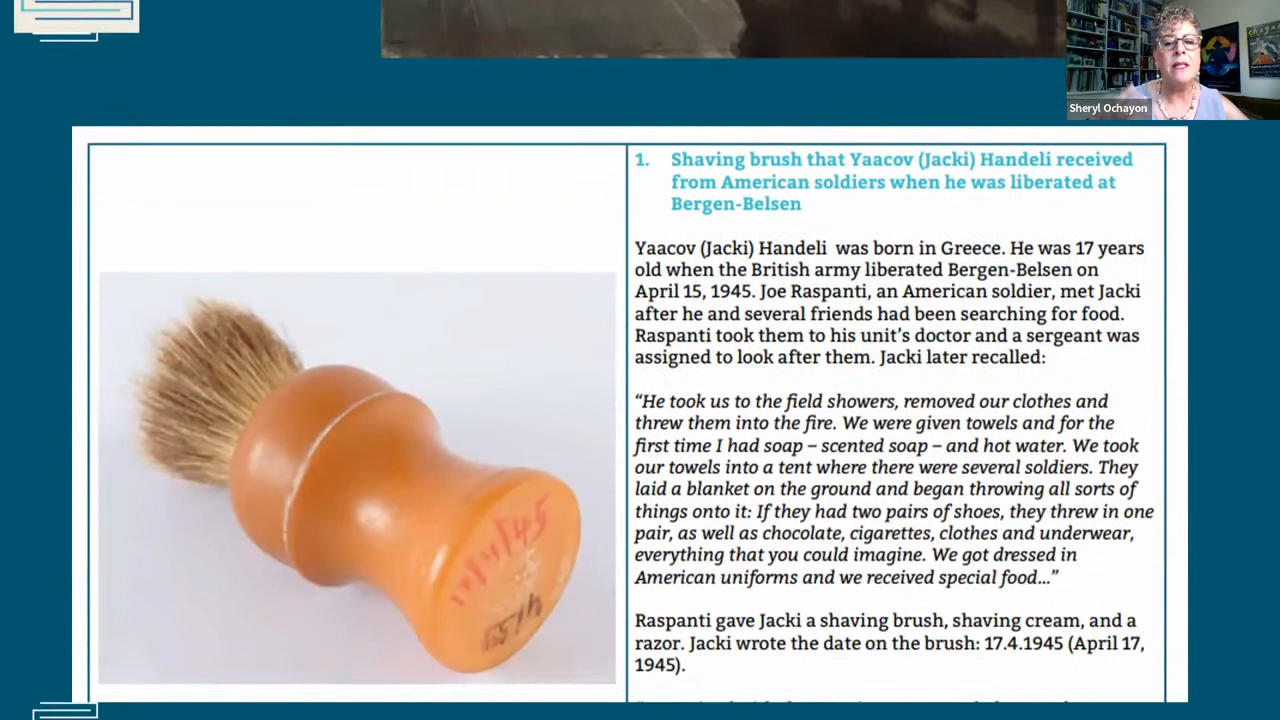 Sheryl Ochayon
1. Shaving brush that Yaacov (Jacki) Handeli received
from American soldiers when he was liberated at
Bergen-Belsen
Yaacov (Jacki) Handeli was born in Greece. He was 17 years
old when the British army liberated Bergen-Belsen on
April 15, 1945. Joe Raspanti, an American soldier, met Jacki
after he and several friends had been searching for food.
Raspanti took them to his unit’s doctor and a sergeant was
assigned to look after them. Jacki later recalled:
“He took us to the field showers, removed our clothes and
threw them into the fire. We were given towels and for the
first time I had soap – scented soap – and hot water. We took
our towels into a tent where there were several soldiers. They
laid a blanket on the ground and began throwing all sorts of
things onto it: If they had two pairs of shoes, they threw in one
pair, as well as chocolate, cigarettes, clothes and underwear,
everything that you could imagine. We got dressed in
American uniforms and we received special food...”
Raspanti gave Jacki a shaving brush, shaving cream, and a
razor. Jacki wrote the date on the brush: 17.4.1945 (April 17,
1945).